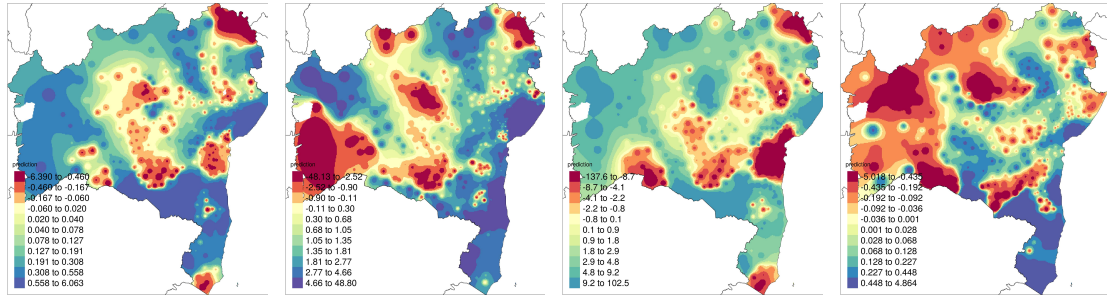 prediction
-6.390 to -0.460
-0.460 to -0.167
-0.167 to -0.060
-0.060 to 0.020
0.020 to 0.040
0.040 to 0.078
0.078 to 0.127
0.127 to 0.191
0.191 to 0.308
0.308 to 0.558
0.558 to 6.063
prediction
-48.13 to -2.52
-2.52 to -0.90
-0.90 to -0.11
-0.11 to 0.30
0.30 to 0.68
0.68 to 1.05
1.05 to 1.35
1.35 to 1.81
1.81 to 2.77
2.77 to 4.66
4.66 to 48.80
prediction
-137.6 to -8.7
-8.7 to -4.1
-4.1 to -2.2
-2.2 to -0.8
-0.8 to 0.1
0.1 to 0.9
0.9 to 1.8
1.8 to 2.9
2.9 to 4.8
4.8 to 9.2
9.2 to 102.5
prediction
-5.018 to -0.435
-0.435 to -0.192
-0.192 to -0.092
-0.092 to -0.036
-0.036 to 0.001
0.001 to 0.028
0.028 to 0.068
0.068 to 0.128
0.128 to 0.227
0.227 to 0.448
0.448 to 4.864